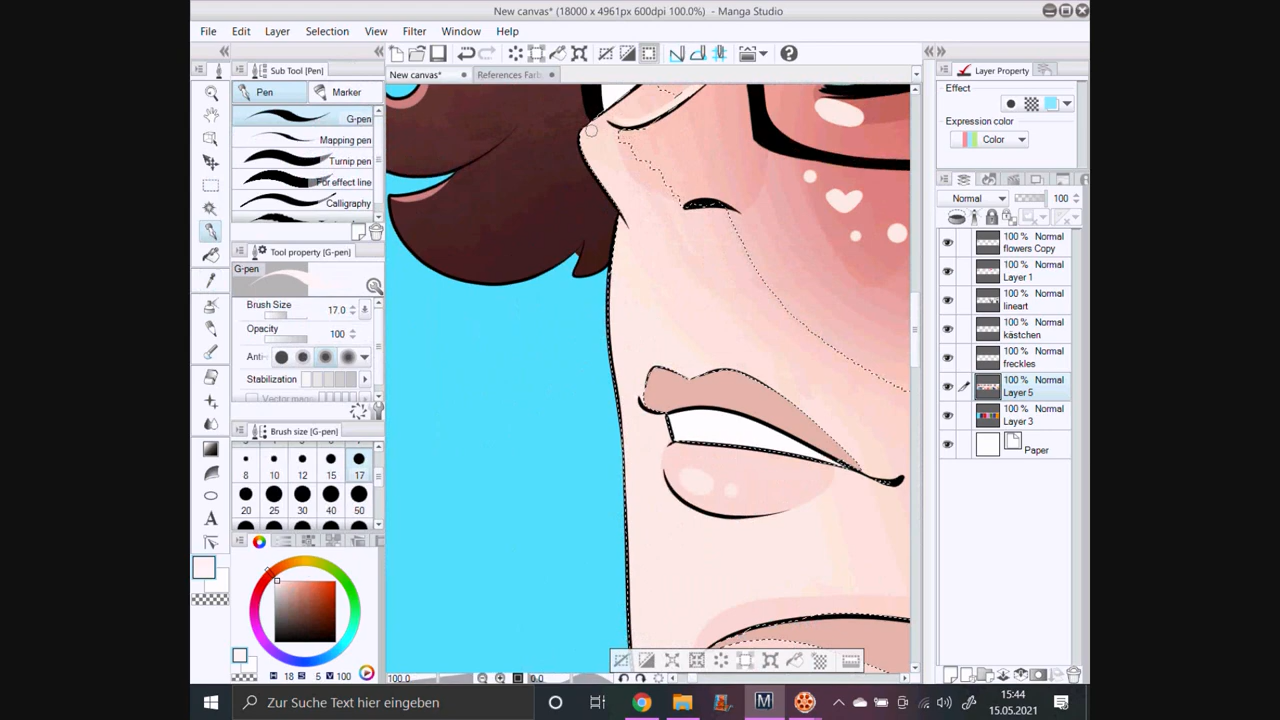 New canvas* (18000 x 4961px 600dpi 100.0%) - Manga Studio
File Edit Layer Selection View Filter Window Help
Sub Tool [Pen]
New canvas* References Farb
Layer Property
Pen Marker
Effect
G-pen
Expression color
Mapping pen
Color
Turnip pen
For effect line
Normal 100
Calligraphy
100 % Normal
flowers Copy
Tool property [G-pen]
100 % Normal
Layer 1
G-pen
100 % Normal
lineart
Brush Size 17.0
100 % Normal
kästchen
Opacity 100
100 % Normal
freckles
Anti-
Stabilization
100 % Normal
Layer 5
100 % Normal
Layer 3
Paper
Brush size [G-pen]
8 10 12 15 17
20 25 30 40 50
H 18 S 5 V
100.0 0.0
Zur Suche Text hier eingeben
15:44
15.05.2021